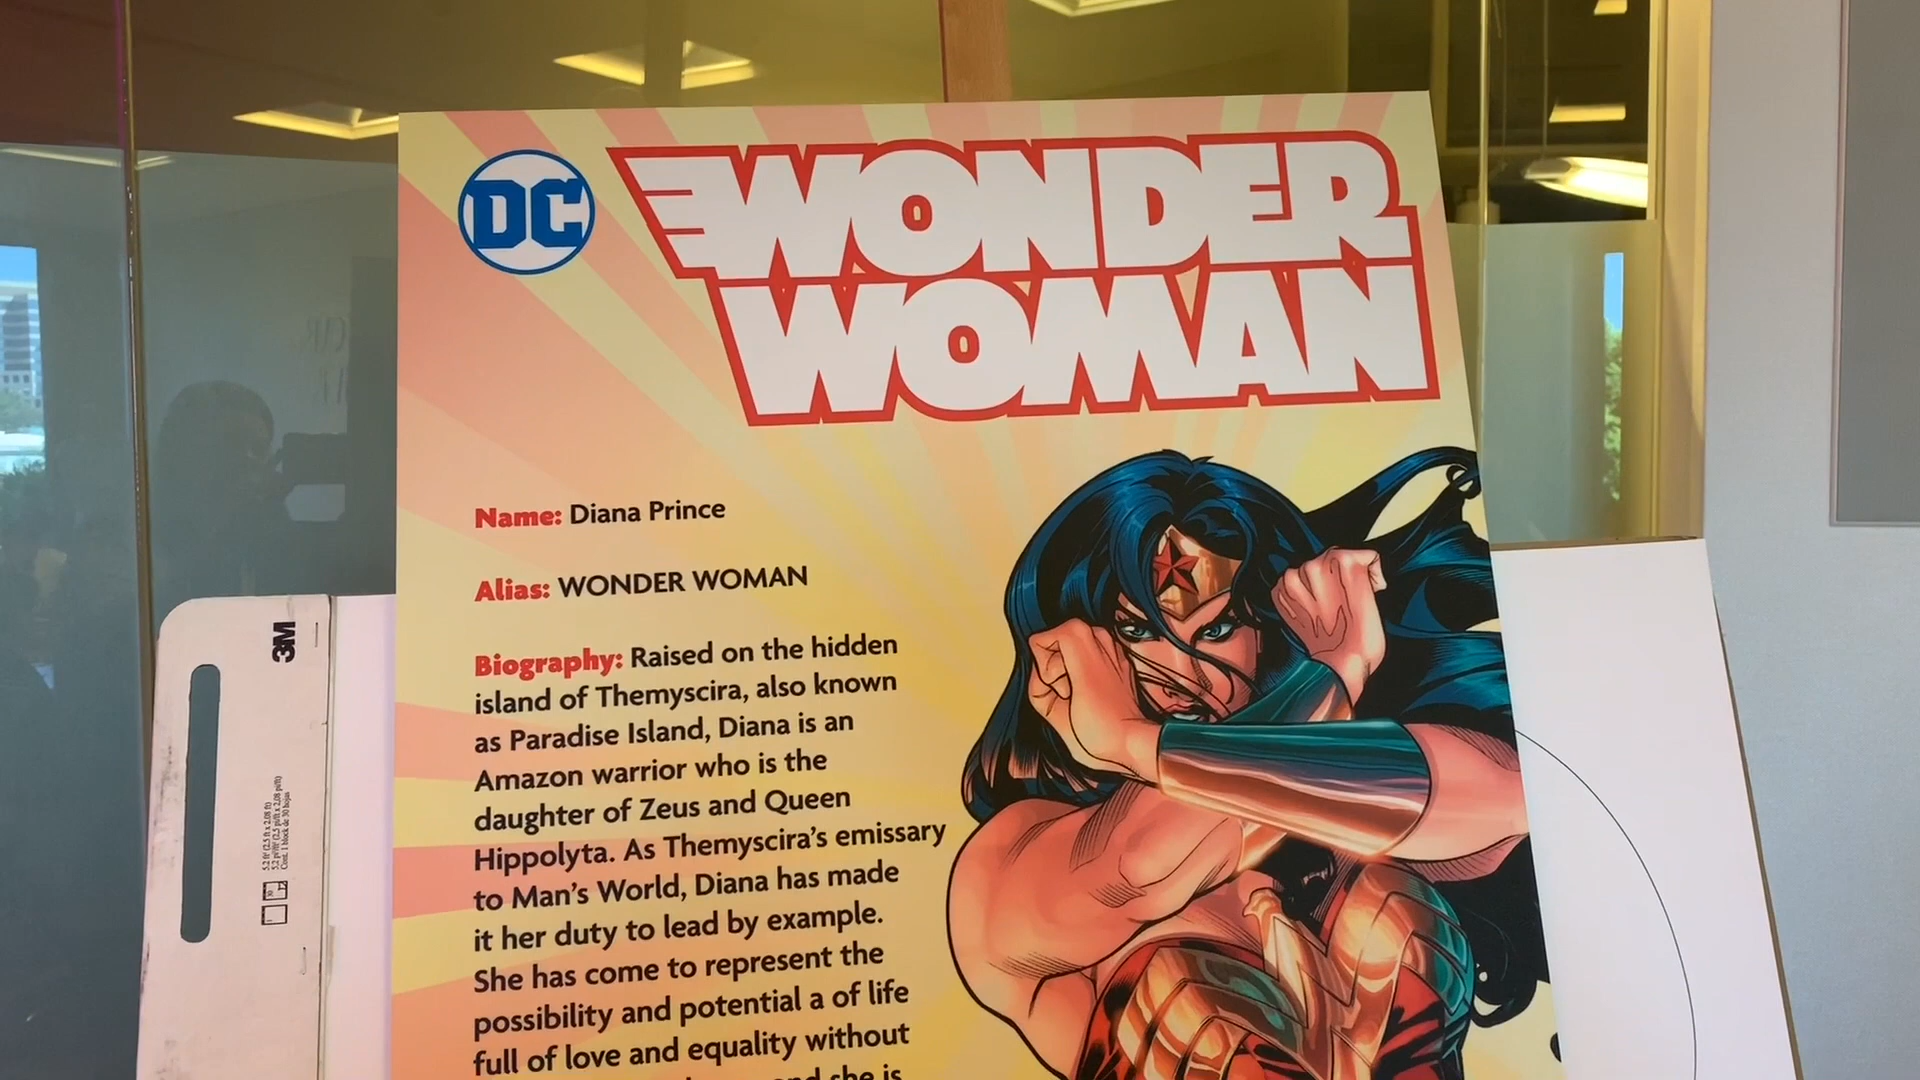 DC
WONDER
WOMAN
Name: Diana Prince
Alias: WONDER WOMAN
Biography: Raised on the hidden
island of Themyscira, also known
as Paradise Island, Diana is an
Amazon warrior who is the
daughter of Zeus and Queen
Hippolyta. As Themyscira's emissary
to Man's World, Diana has made
it her duty to lead by example.
She has come to represent the
possibility and potential a of life
full of love and equality without
and she is
3M